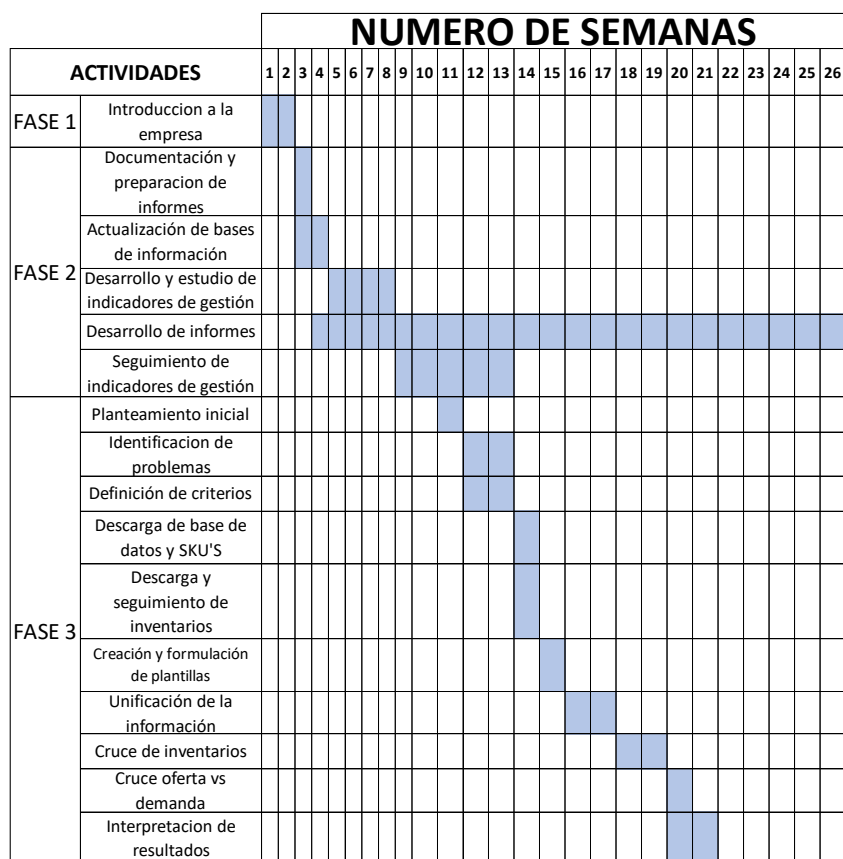 NUMERO DE SEMANAS
ACTIVIDADES 1 2 3 4 5 6 7 8 9 10 11 12 13 14 15 16 17 18 19 20 21 22 23 24 25 26
FASE 1
Introduccion a la
empresa
FASE 2
Documentación y
preparacion de
informes
Actualización de bases
de información
Desarrollo y estudio de
indicadores de gestión
Desarrollo de informes
Seguimiento de
indicadores de gestión
FASE 3
Planteamiento inicial
Identificacion de
problemas
Definición de criterios
Descarga de base de
datos y SKU'S
Descarga y
seguimiento de
inventarios
Creación y formulación
de plantillas
Unificación de la
información
Cruce de inventarios
Cruce oferta vs
demanda
Interpretacion de
resultados